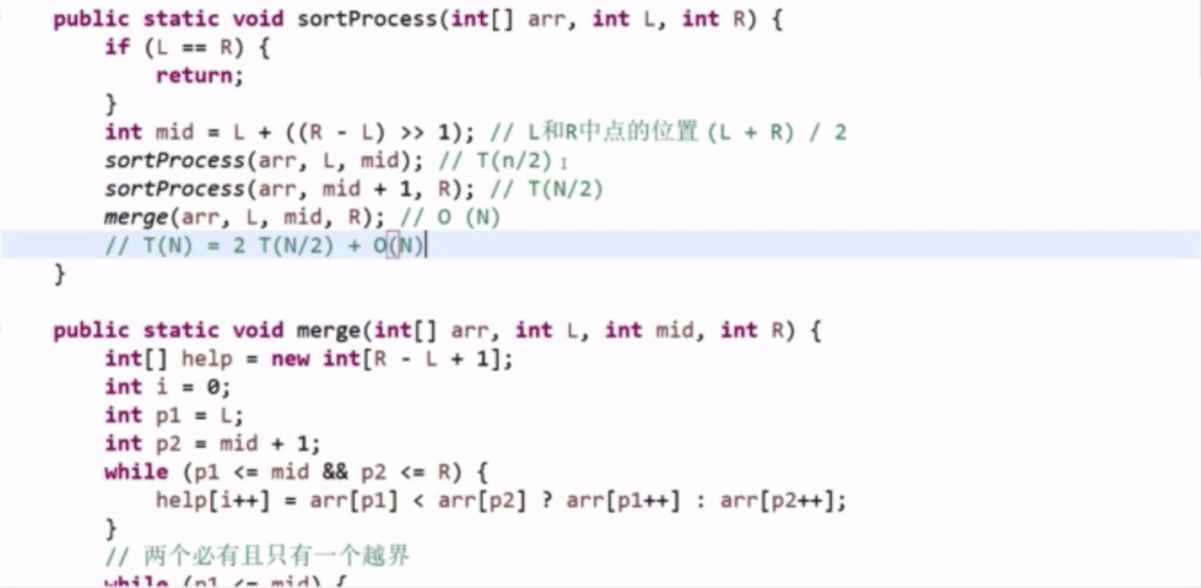 public static void sortProcess(int[] arr, int L, int R) {
if (L == R) {
return;
}
int mid = L + ((R - L) >> 1); // L和R中点的位置 (L + R) / 2
sortProcess(arr, L, mid); // T(n/2)
sortProcess(arr, mid + 1, R); // T(N/2)
merge(arr, L, mid, R); // O (N)
// T(N) = 2 T(N/2) + O(N)
}
public static void merge(int[] arr, int L, int mid, int R) {
int[] help = new int[R - L + 1];
int i = 0;
int p1 = L;
int p2 = mid + 1;
while (p1 <= mid && p2 <= R) {
help[i++] = arr[p1] < arr[p2] ? arr[p1++] : arr[p2++];
}
// 两个必有且只有一个越界
while (p1 <= mid) {